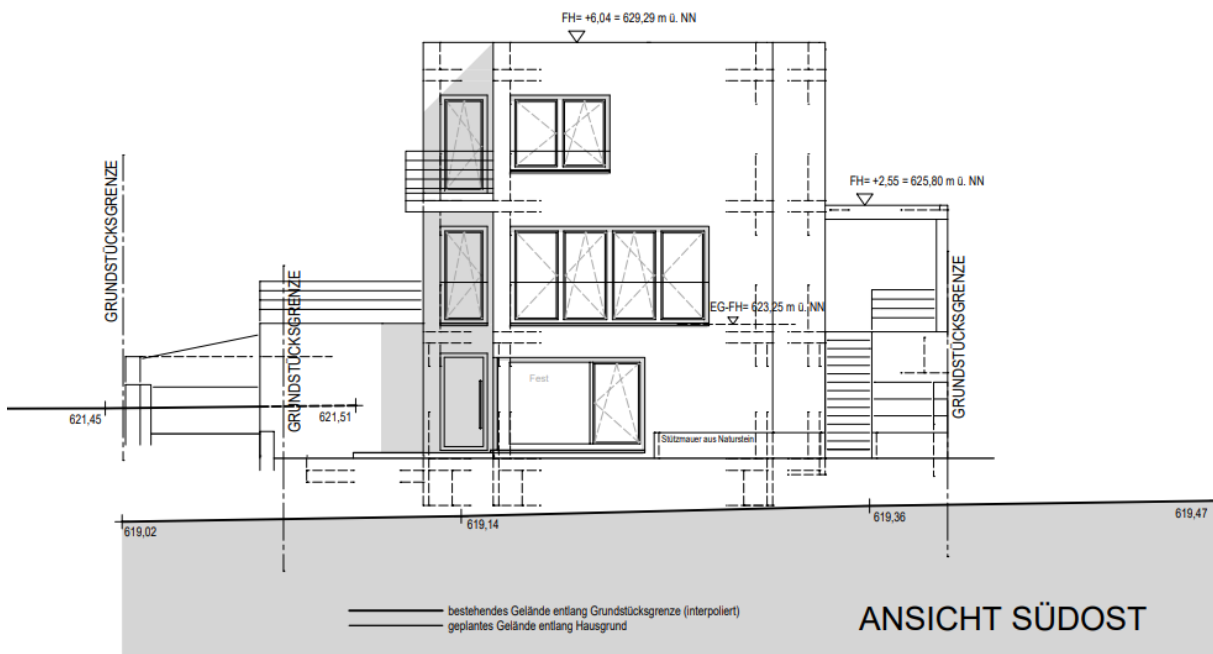 FH= +6,04 = 629,29 m ü. NN
GRUNDSTÜCKSGRENZE
FH= +2,55 = 625,80 m ü. NN
GRUNDSTÜCKSGRENZE
EG-FH= 623,25 m ü. NN
GRUNDSTÜCKSGRENZE
Fest
621,45
621,51
Stützmauer aus Naturstein
619,02
619,14
619,36
619,47
bestehendes Gelände entlang Grundstücksgrenze (interpoliert)
geplantes Gelände entlang Hausgrund
ANSICHT SÜDOST